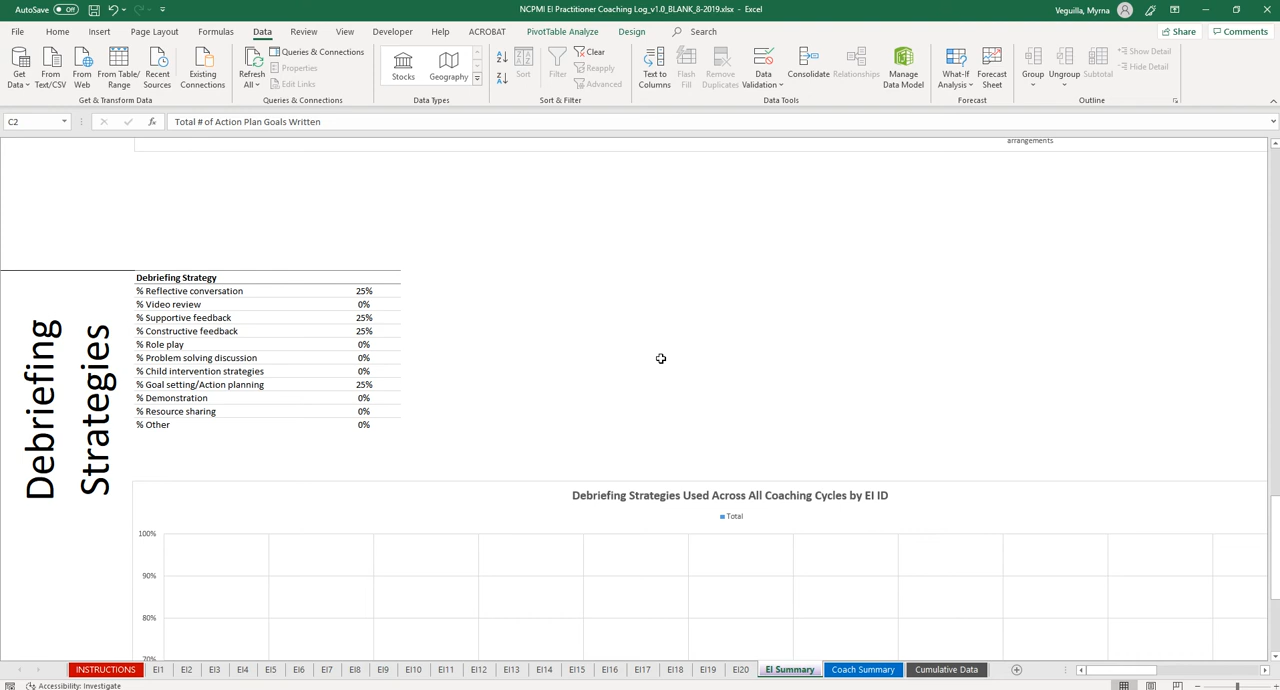 AutoSave Off NCPMI EI Practitioner Coaching Log_v1.0_BLANK_8-2019.xlsx - Excel Veguilla, Myrna
File Home Insert Page Layout Formulas Data Review View Developer Help ACROBAT PivotTable Analyze Design Search Share Comments
Get Data From Text/CSV From Web From Table/ Range Recent Sources Existing Connections
Get & Transform Data
Refresh All Queries & Connections Properties Edit Links
Queries & Connections
Stocks Geography
Data Types
Sort Filter Clear Reapply Advanced
Sort & Filter
Text to Columns Flash Fill Remove Duplicates Data Validation Consolidate Relationships Manage Data Model
Data Tools
What-If Analysis Forecast Sheet
Forecast
Group Ungroup Subtotal Show Detail Hide Detail
Outline
C2 fx Total # of Action Plan Goals Written
arrangements
Debriefing
Strategies
Debriefing Strategy
% Reflective conversation 25%
% Video review 0%
% Supportive feedback 25%
% Constructive feedback 25%
% Role play 0%
% Problem solving discussion 0%
% Child intervention strategies 0%
% Goal setting/Action planning 25%
% Demonstration 0%
% Resource sharing 0%
% Other 0%
Debriefing Strategies Used Across All Coaching Cycles by EI ID
Total
100%
90%
80%
70%
INSTRUCTIONS EI1 EI2 EI3 EI4 EI5 EI6 EI7 EI8 EI9 EI10 EI11 EI12 EI13 EI14 EI15 EI16 EI17 EI18 EI19 EI20 EI Summary Coach Summary Cumulative Data
Accessibility: Investigate